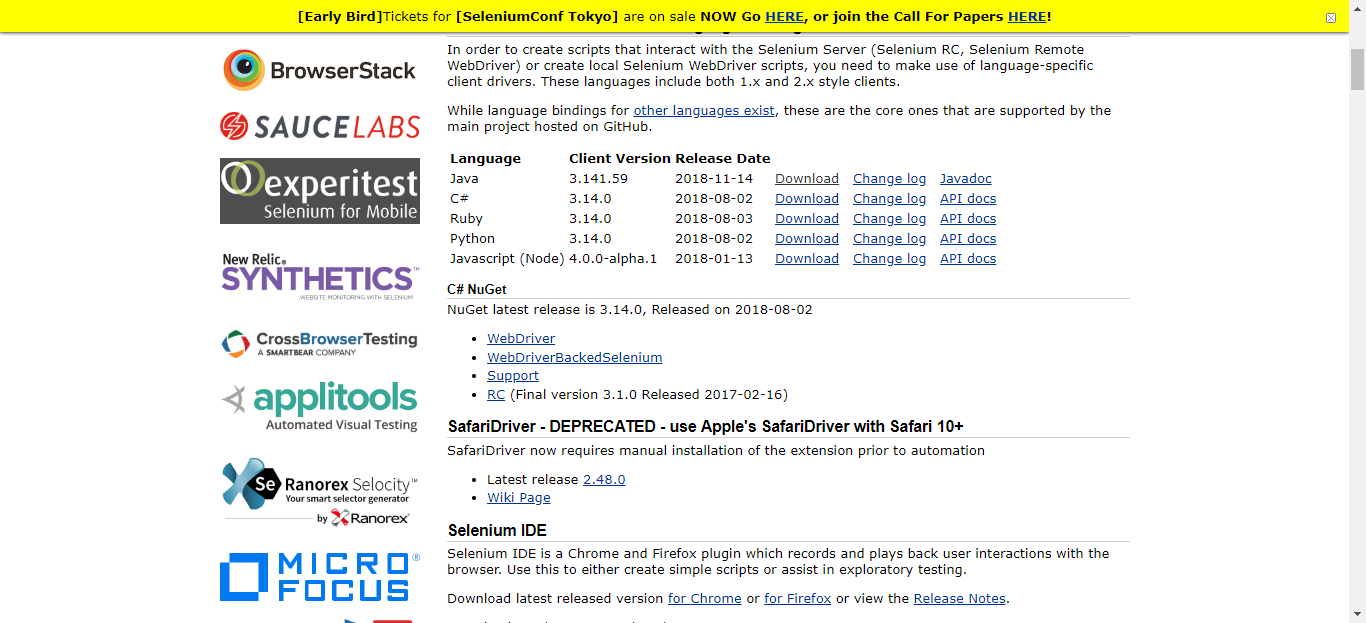 [Early Bird]Tickets for [SeleniumConf Tokyo] are on sale NOW Go HERE, or join the Call For Papers HERE!
BrowserStack
SAUCELABS
experitest
Selenium for Mobile
New Relic.
SYNTHETICS™
WEBSITE MONITORING WITH SELENIUM
CrossBrowserTesting
A SMARTBEAR COMPANY
applitools
Automated Visual Testing
Se Ranorex Selocity™
Your smart selector generator
by Ranorex®
MICRO®
FOCUS
In order to create scripts that interact with the Selenium Server (Selenium RC, Selenium Remote
WebDriver) or create local Selenium WebDriver scripts, you need to make use of language-specific
client drivers. These languages include both 1.x and 2.x style clients.
While language bindings for other languages exist, these are the core ones that are supported by the
main project hosted on GitHub.
Language Client Version Release Date
Java 3.141.59 2018-11-14 Download Change log Javadoc
C# 3.14.0 2018-08-02 Download Change log API docs
Ruby 3.14.0 2018-08-03 Download Change log API docs
Python 3.14.0 2018-08-02 Download Change log API docs
Javascript (Node) 4.0.0-alpha.1 2018-01-13 Download Change log API docs
C# NuGet
NuGet latest release is 3.14.0, Released on 2018-08-02
• WebDriver
• WebDriverBackedSelenium
• Support
• RC (Final version 3.1.0 Released 2017-02-16)
SafariDriver - DEPRECATED - use Apple's SafariDriver with Safari 10+
SafariDriver now requires manual installation of the extension prior to automation
• Latest release 2.48.0
• Wiki Page
Selenium IDE
Selenium IDE is a Chrome and Firefox plugin which records and plays back user interactions with the
browser. Use this to either create simple scripts or assist in exploratory testing.
Download latest released version for Chrome or for Firefox or view the Release Notes.